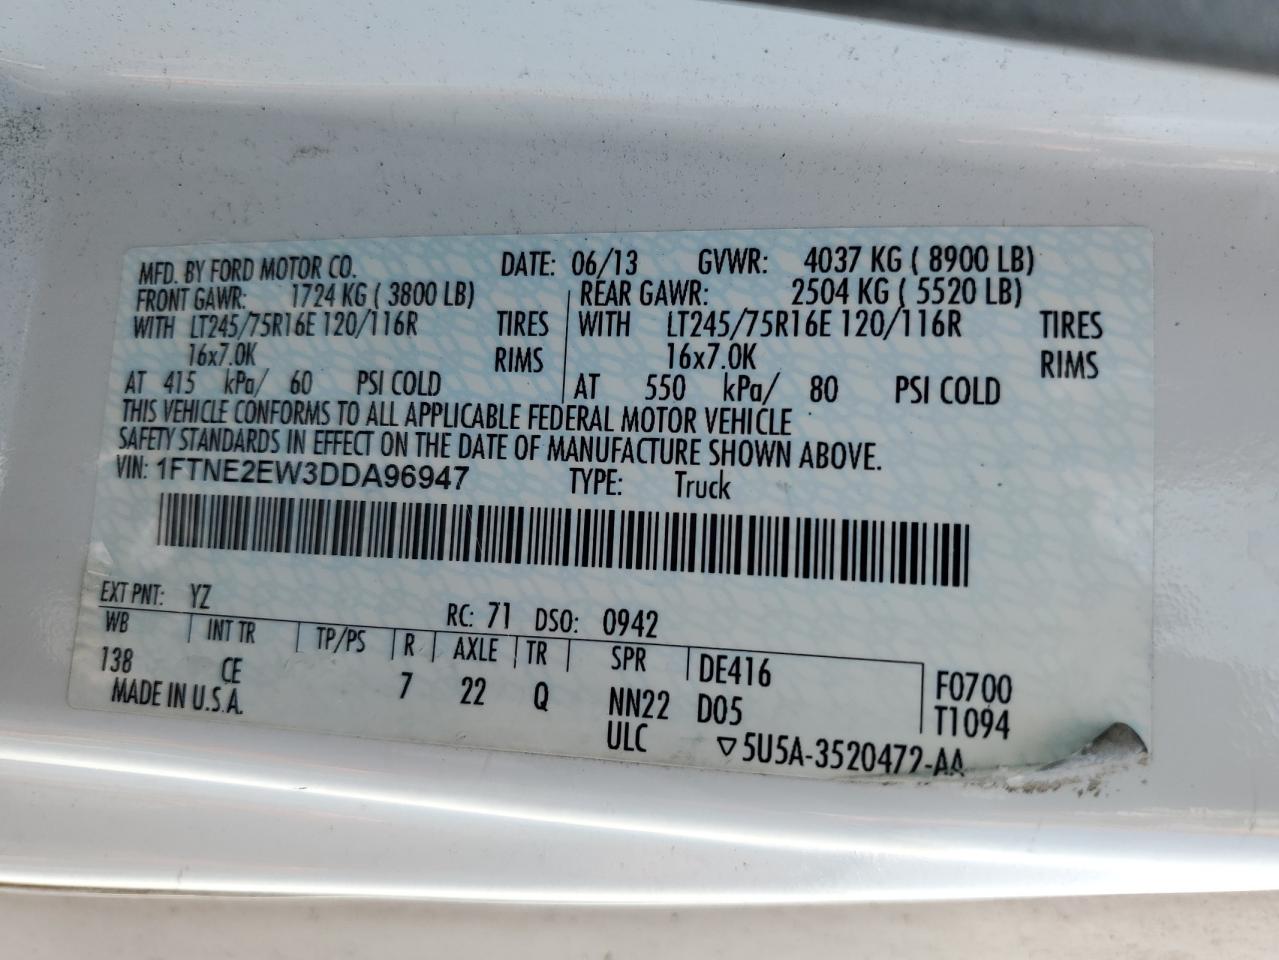 MFD. BY FORD MOTOR CO. DATE: 06/13 GVWR: 4037 KG ( 8900 LB)
FRONT GAWR: 1724 KG ( 3800 LB) REAR GAWR: 2504 KG ( 5520 LB)
WITH LT245/75R16E 120/116R TIRES WITH LT245/75R16E 120/116R TIRES
16x7.0K RIMS 16x7.0K RIMS
AT 415 kPa/ 60 PSI COLD AT 550 kPa/ 80 PSI COLD
THIS VEHICLE CONFORMS TO ALL APPLICABLE FEDERAL MOTOR VEHICLE
SAFETY STANDARDS IN EFFECT ON THE DATE OF MANUFACTURE SHOWN ABOVE.
VIN: 1FTNE2EW3DDA96947 TYPE: Truck
EXT PNT: YZ RC: 71 DSO: 0942
WB INT TR TP/PS R AXLE TR SPR DE416 F0700
138 CE 7 22 Q NN22 D05 T1094
MADE IN U.S.A. ULC ▽5U5A-3520472-AA